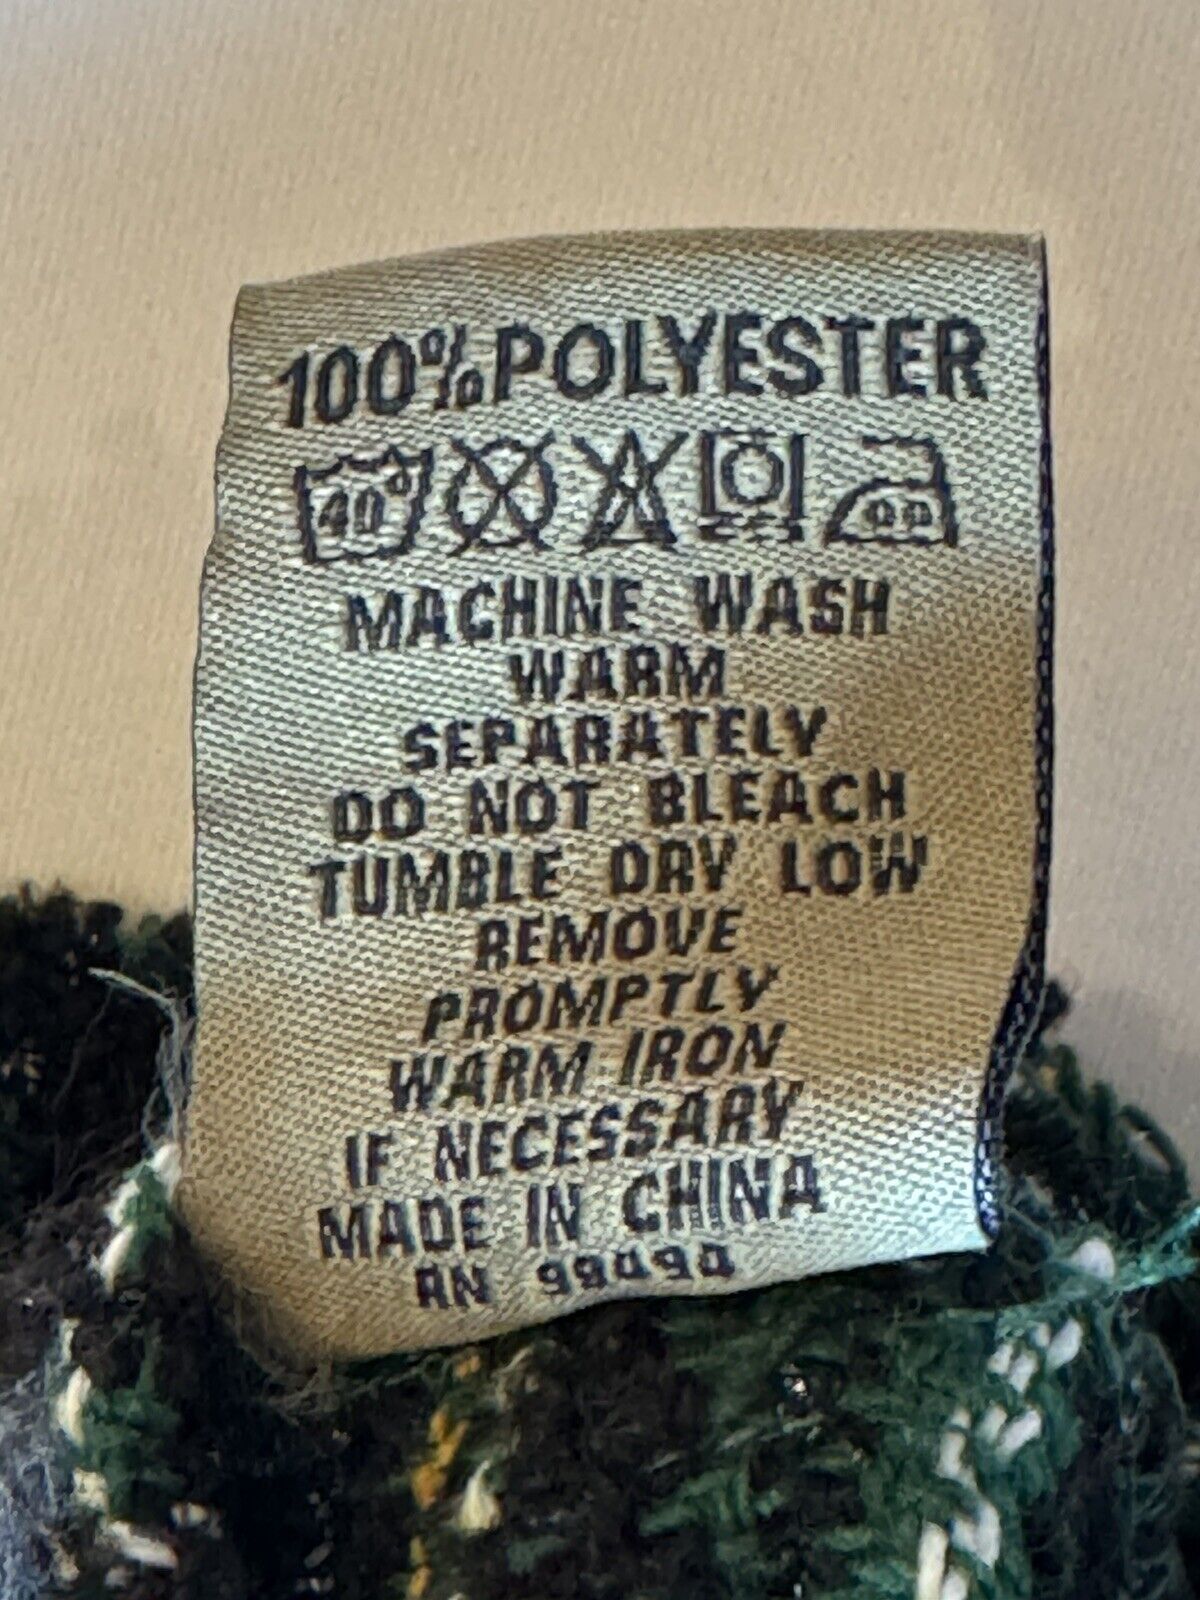 100% POLYESTER
40°
MACHINE WASH
WARM
SEPARATELY
DO NOT BLEACH
TUMBLE DRY LOW
REMOVE
PROMPTLY
WARM IRON
IF NECESSARY
MADE IN CHINA
RN